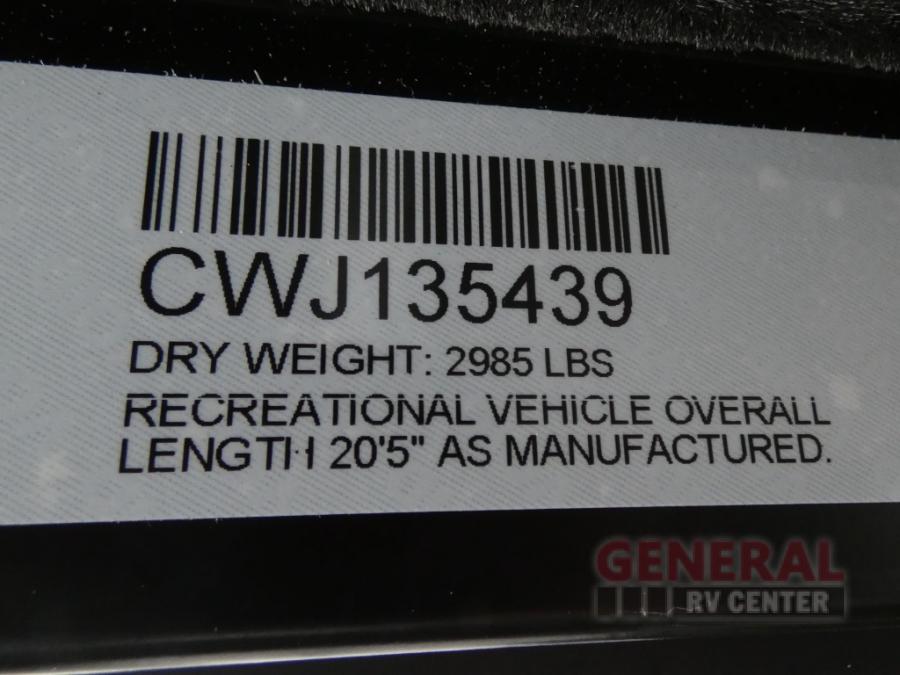 CWJ135439
DRY WEIGHT: 2985 LBS
RECREATIONAL VEHICLE OVERALL
LENGTH 20'5" AS MANUFACTURED.
GENERAL
RV CENTER